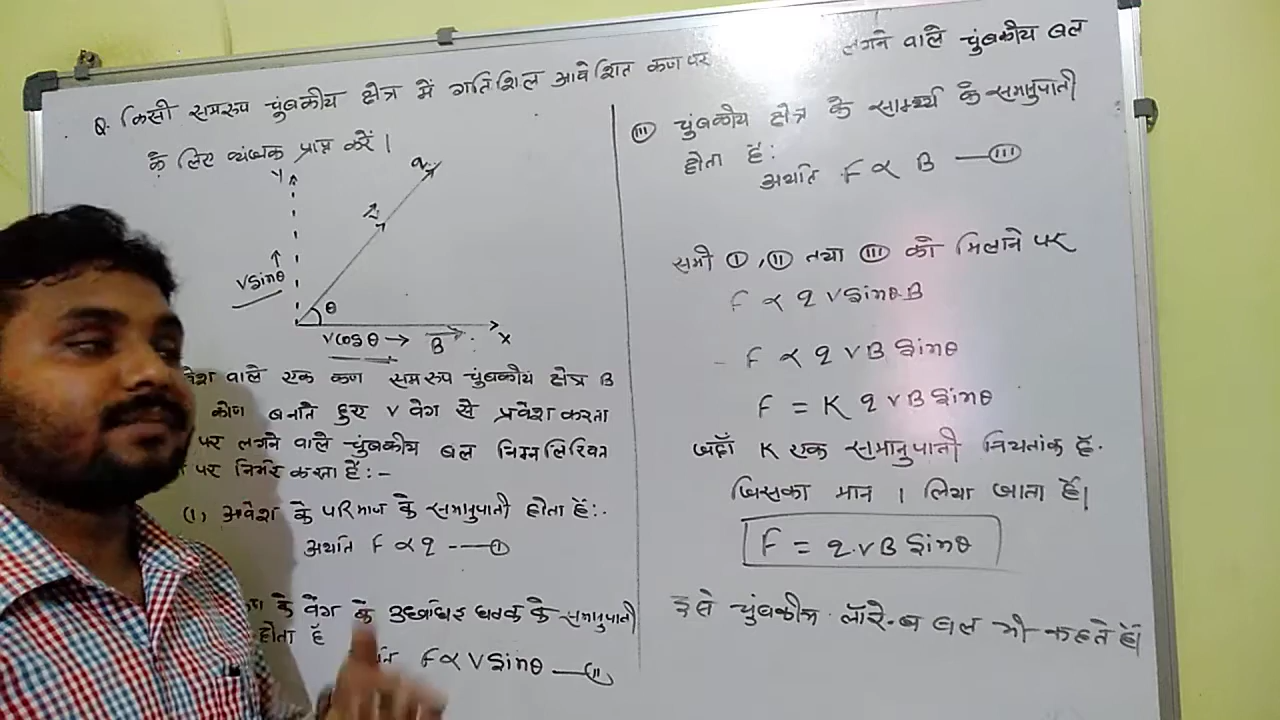 Q. किसी समरूप चुंबकीय क्षेत्र में गतिशिल आवेशित कण पर लगने वाले चुंबकीय बल
के लिए व्यंजक प्राप्त करें।
Y
V
VSinθ
θ
VCosθ → B
X
वेश वाले एक कण समरूप चुंबकीय क्षेत्र B
कोण बनाते हुए V वेग से प्रवेश करता
पर लगने वाले चुंबकीय बल निम्नलिखित
पर निर्भर करता हैं:-
(I) आवेश के परिमाण के समानुपाती होता हैं:-
अर्थात F ∝ q ---- (I)
के वेग के उर्ध्वाधर घटक के समानुपाती
होता हैं
F ∝ VSinθ — (II)
(III) चुंबकीय क्षेत्र के सामर्थ्य के समानुपाती
होता हैं:
अर्थात F ∝ B — (III)
समी (I), (II) तथा (III) को मिलाने पर
F ∝ q VSinθ.B
F ∝ q VB Sinθ
F = K q VB Sinθ
जहाँ K एक समानुपाती नियतांक हैं.
जिसका मान 1 लिया जाता हैं।
F = q.VB Sinθ
इसे चुंबकीय लॉरेन्ज बल भी कहते हैं।